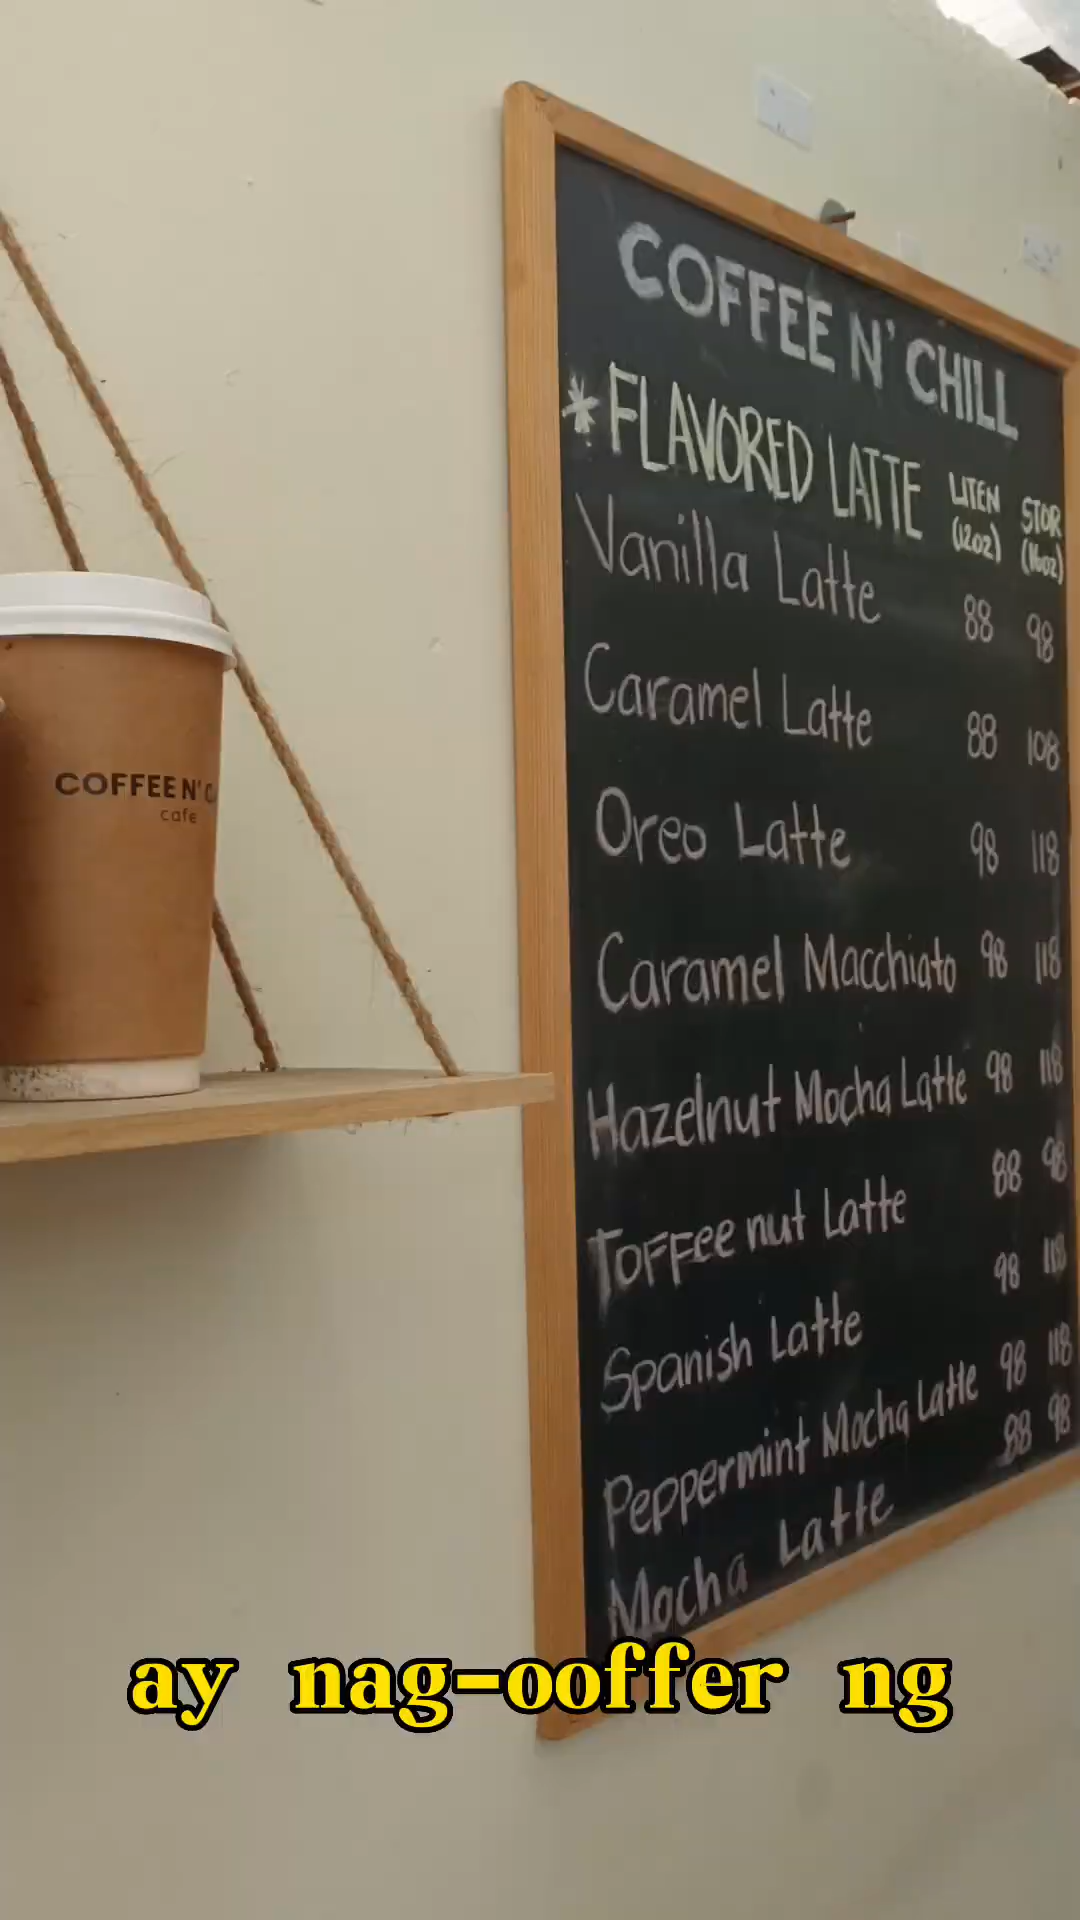 COFFEE N' CHILL
*FLAVORED LATTE LITEN (12oz) STOR (16oz)
Vanilla Latte 88 98
Caramel Latte 88 108
Oreo Latte 98 118
Caramel Macchiato 98 118
Hazelnut Mocha Latte 98 118
Toffee nut Latte 88 98
Spanish Latte 98 118
Peppermint Mocha Latte 98 118
Mocha Latte 88 98
COFFEE N'
cafe
ay nag-ooffer ng